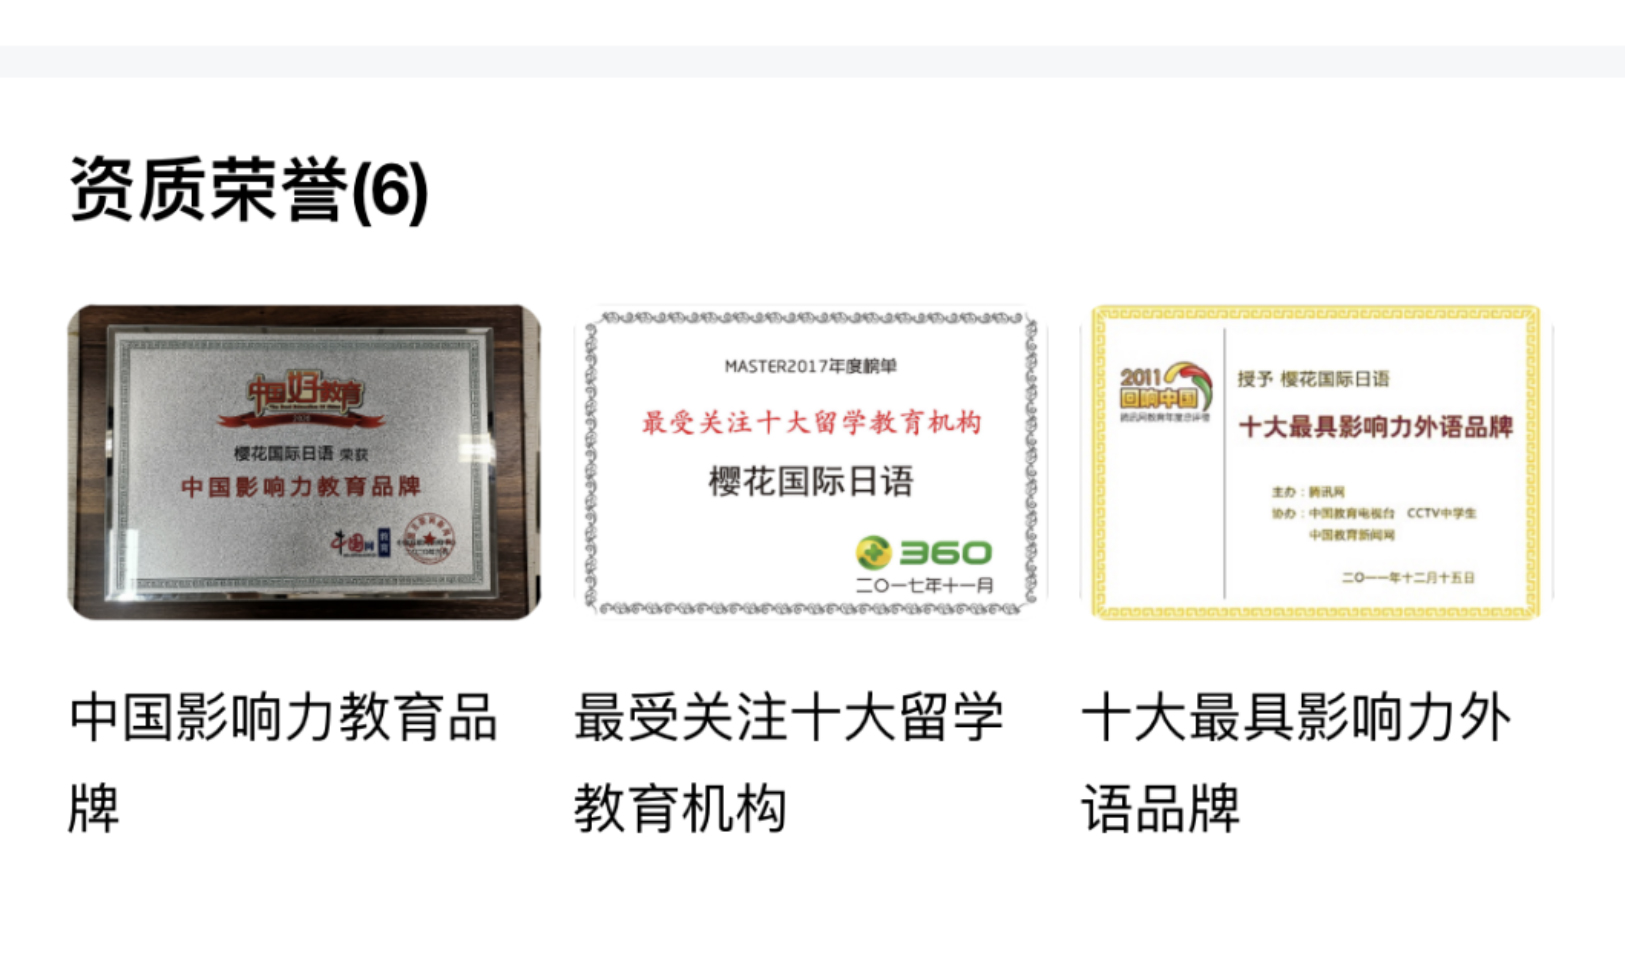 资质荣誉(6)
中国好教育
樱花国际日语 荣获
中国影响力教育品牌
中国网
教育
MASTER2017年度榜单
最受关注十大留学教育机构
樱花国际日语
360
二〇一七年十一月
2011
回响中国
授予 樱花国际日语
十大最具影响力外语品牌
主办：腾讯网
协办：中国教育电视台 CCTV中学生
中国教育新闻网
二〇一一年十二月十五日
中国影响力教育品
牌
最受关注十大留学
教育机构
十大最具影响力外
语品牌